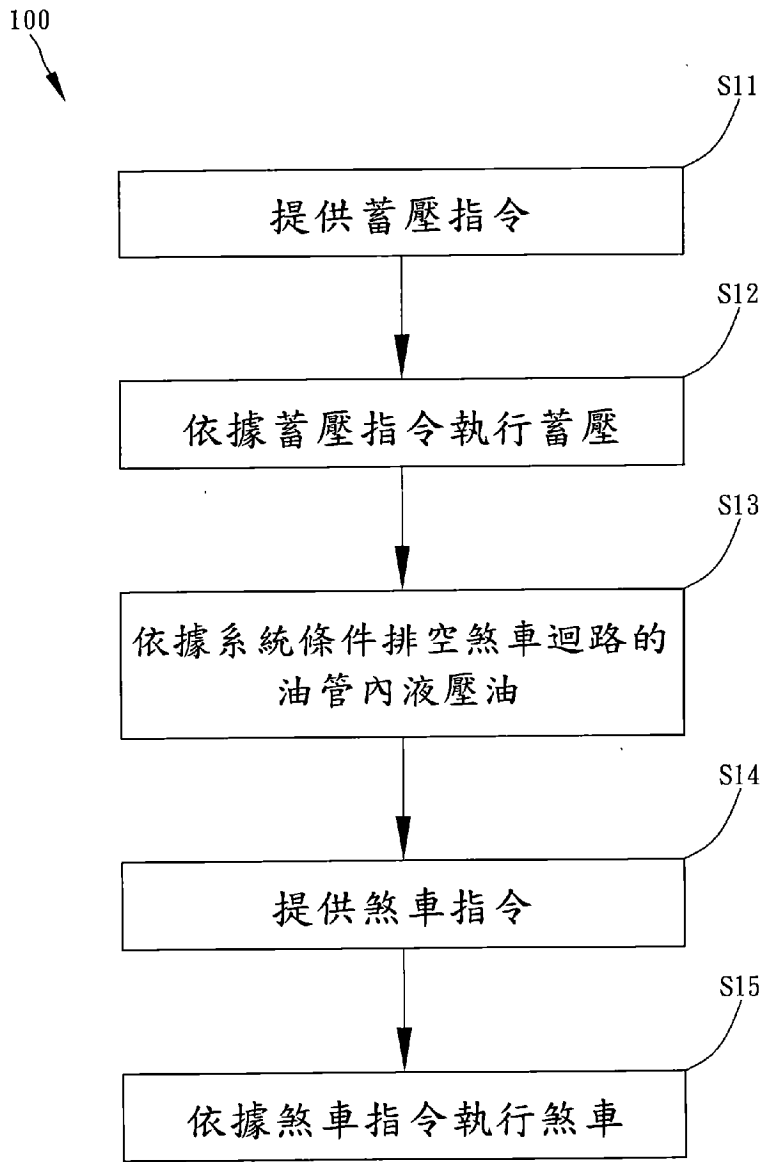 100
S11
提供蓄壓指令
S12
依據蓄壓指令執行蓄壓
S13
依據系統條件排空煞車迴路的
油管內液壓油
S14
提供煞車指令
S15
依據煞車指令執行煞車